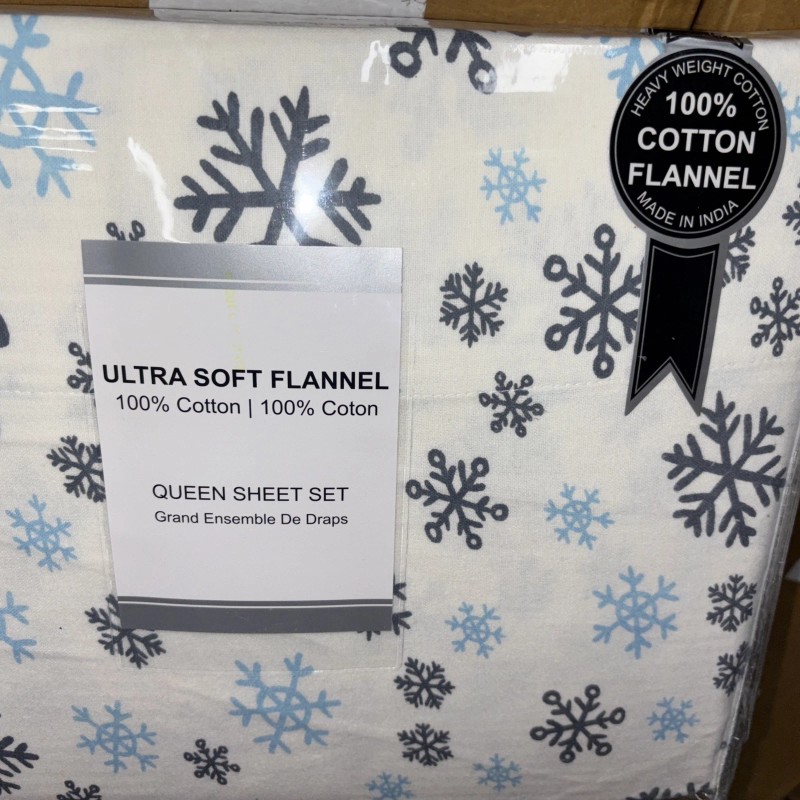 HEAVY WEIGHT COTTON
100%
COTTON
FLANNEL
MADE IN INDIA
ULTRA SOFT FLANNEL
100% Cotton | 100% Coton
QUEEN SHEET SET
Grand Ensemble De Draps